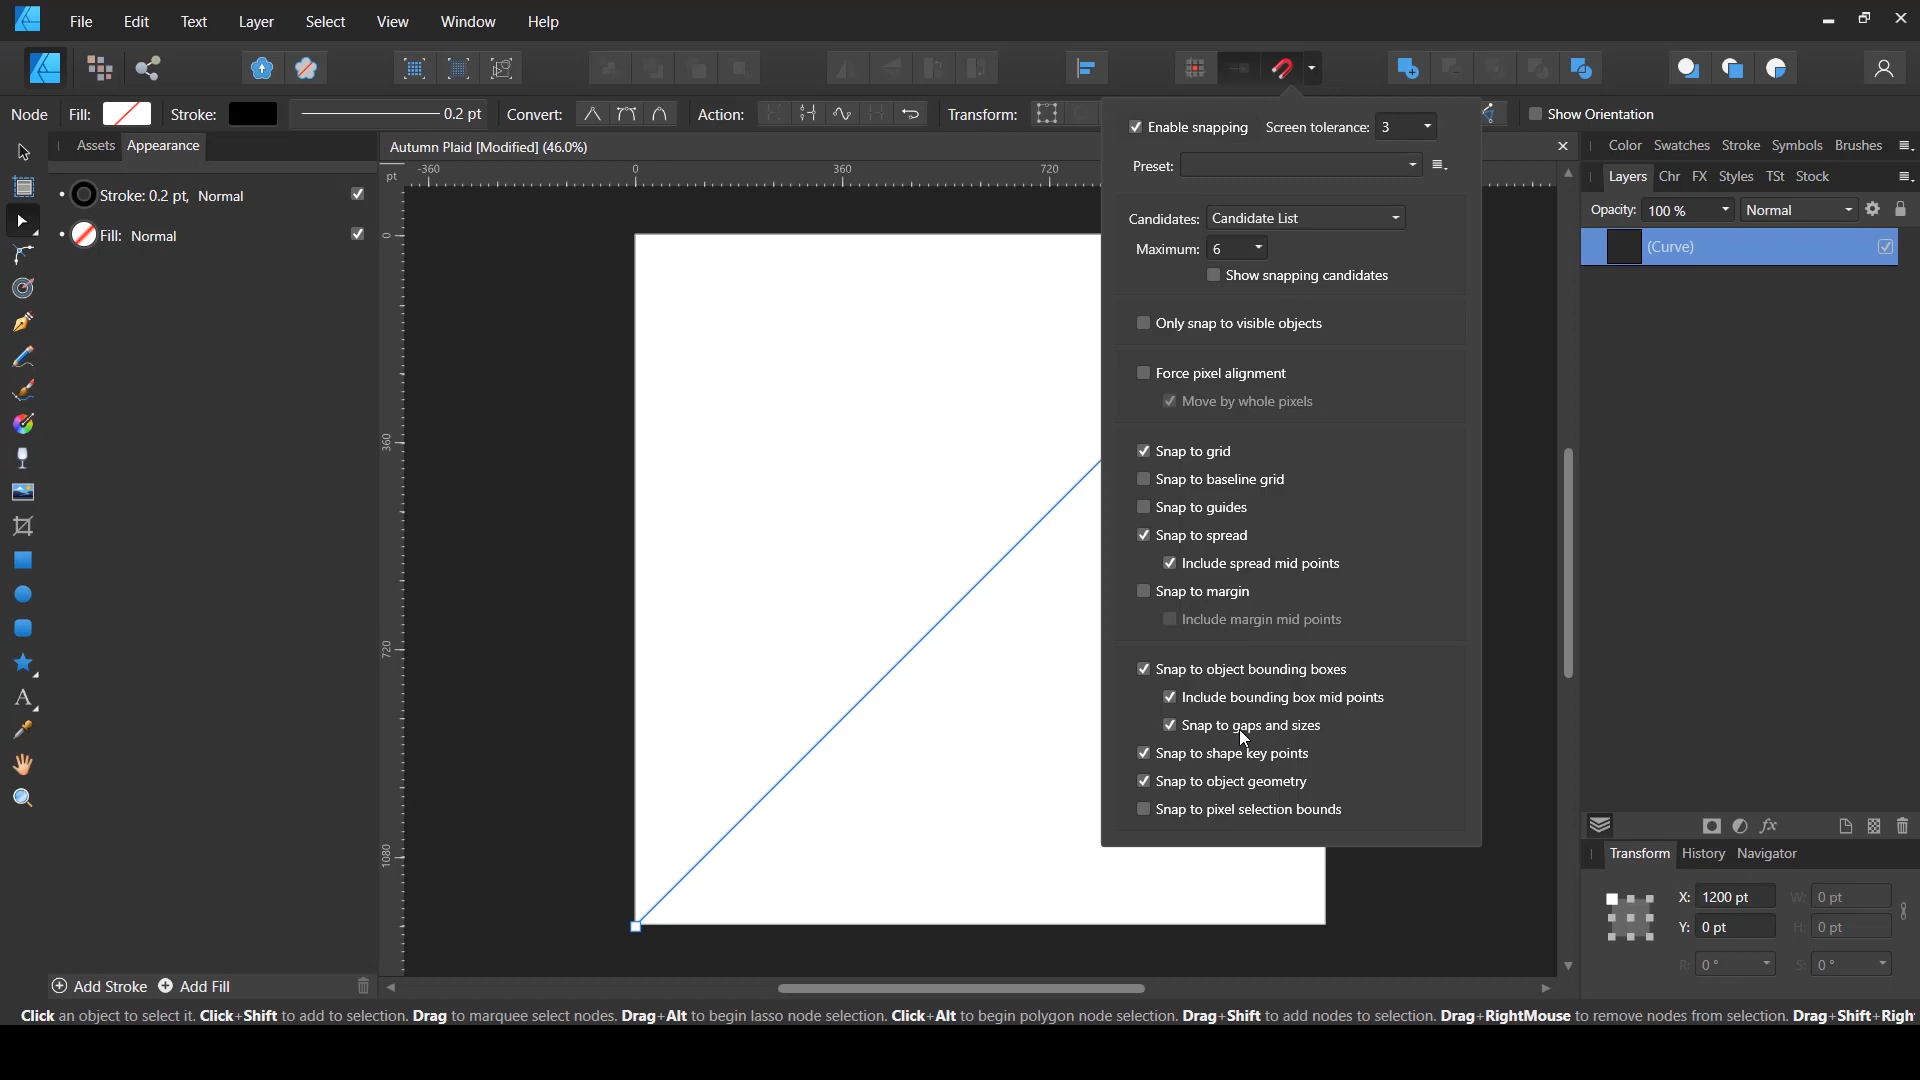 File Edit Text Layer Select View Window Help
Node Fill: Stroke: 0.2 pt Convert: Action: Transform: Show Orientation
Assets Appearance
Stroke: 0.2 pt, Normal
Fill: Normal
Add Stroke Add Fill
Autumn Plaid [Modified] (46.0%)
pt -360 0 360 720
0
360
720
1080
Enable snapping Screen tolerance: 3
Preset:
Candidates: Candidate List
Maximum: 6
Show snapping candidates
Only snap to visible objects
Force pixel alignment
Move by whole pixels
Snap to grid
Snap to baseline grid
Snap to guides
Snap to spread
Include spread mid points
Snap to margin
Include margin mid points
Snap to object bounding boxes
Include bounding box mid points
Snap to gaps and sizes
Snap to shape key points
Snap to object geometry
Snap to pixel selection bounds
Color Swatches Stroke Symbols Brushes
Layers Chr FX Styles TSt Stock
Opacity: 100 % Normal
(Curve)
Transform History Navigator
X: 1200 pt W: 0 pt
Y: 0 pt H: 0 pt
R: 0 ° S: 0 °
Click an object to select it. Click+Shift to add to selection. Drag to marquee select nodes. Drag+Alt to begin lasso node selection. Click+Alt to begin polygon node selection. Drag+Shift to add nodes to selection. Drag+RightMouse to remove nodes from selection. Drag+Shift+Righ